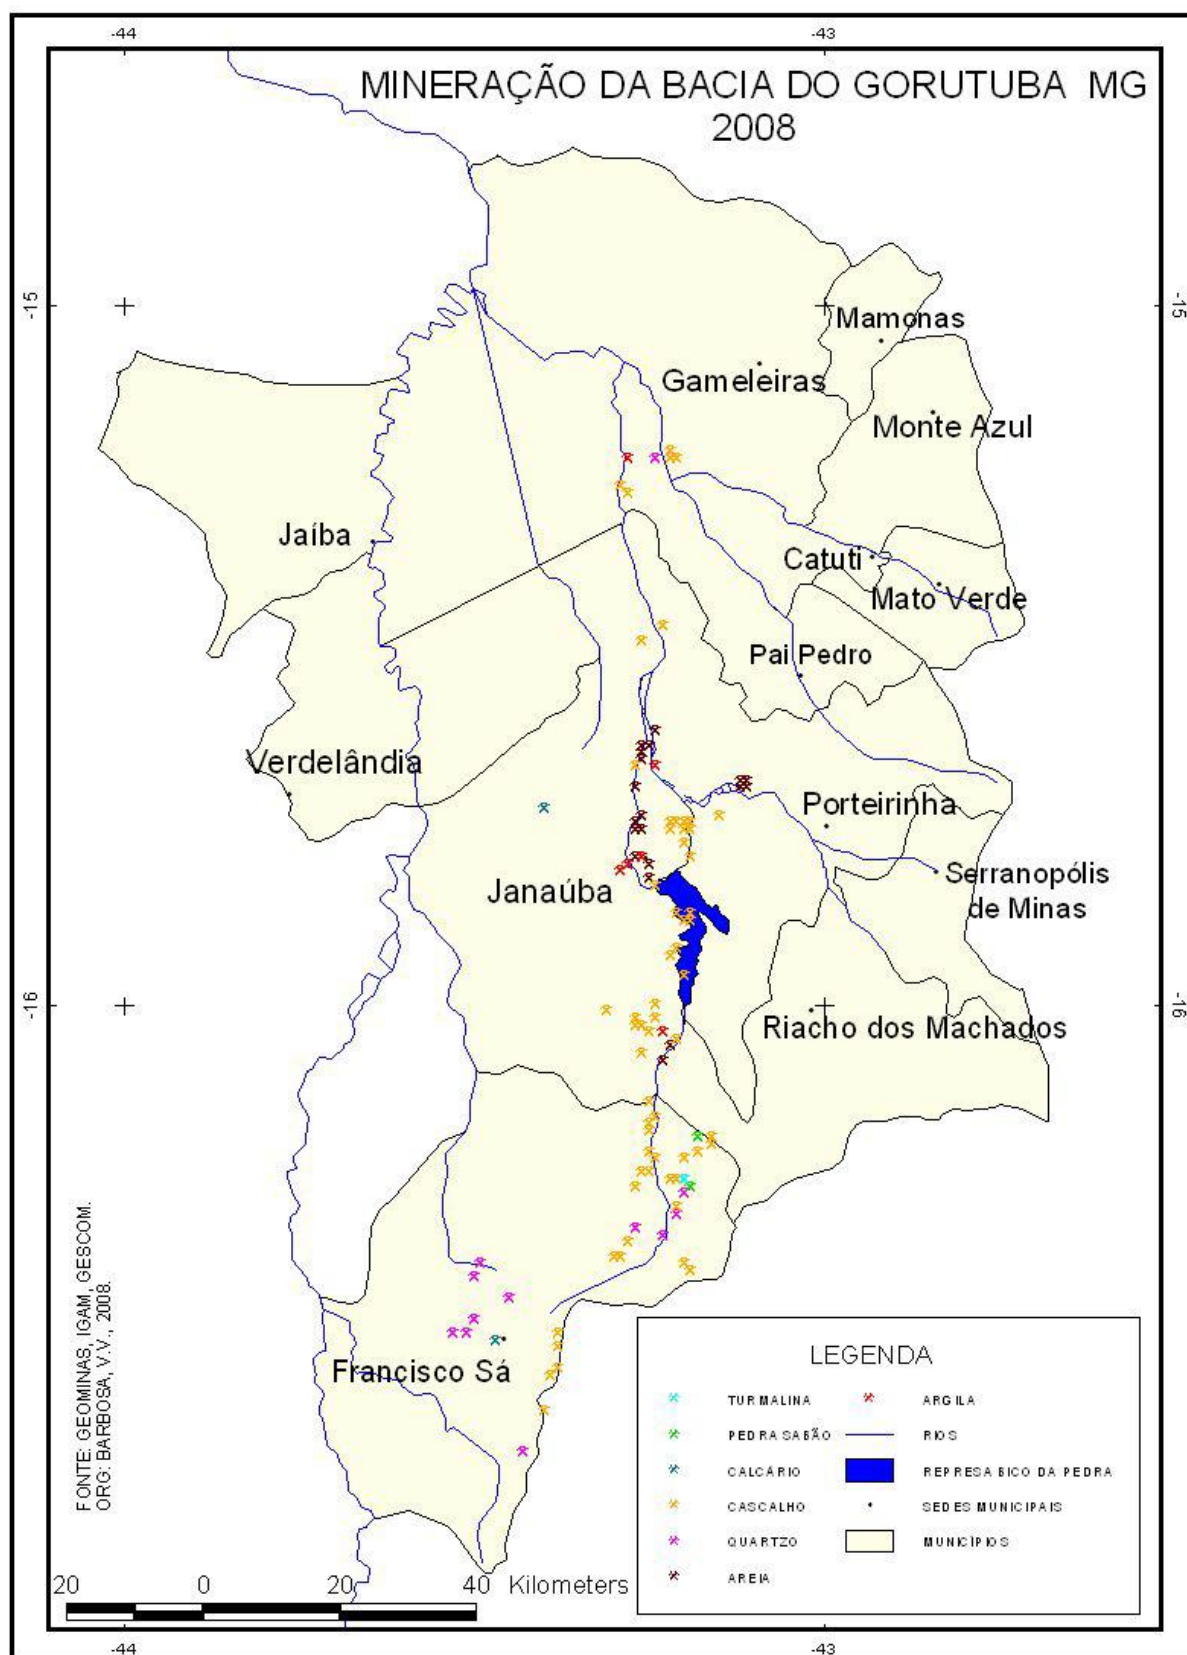 -44
-43
MINERAÇÃO DA BACIA DO GORUTUBA MG
2008
-15
-15
Mamonas
Gameleiras
Monte Azul
Jaíba
Catuti
Mato Verde
Pai Pedro
Verdelândia
Porteirinha
Janaúba
Serranopólis
de Minas
-16
-16
Riacho dos Machados
Francisco Sá
FONTE: GEOMINAS, IGAM, GESCOM.
ORG: BARBOSA, V.V., 2008.
LEGENDA
TURMALINA
PEDRA SABÃO
CALCÁRIO
CASCALHO
QUARTZO
AREIA
ARGILA
RIOS
REPRESA BICO DA PEDRA
SEDES MUNICIPAIS
MUNICÍPIOS
20 0 20 40 Kilometers
-44
-43